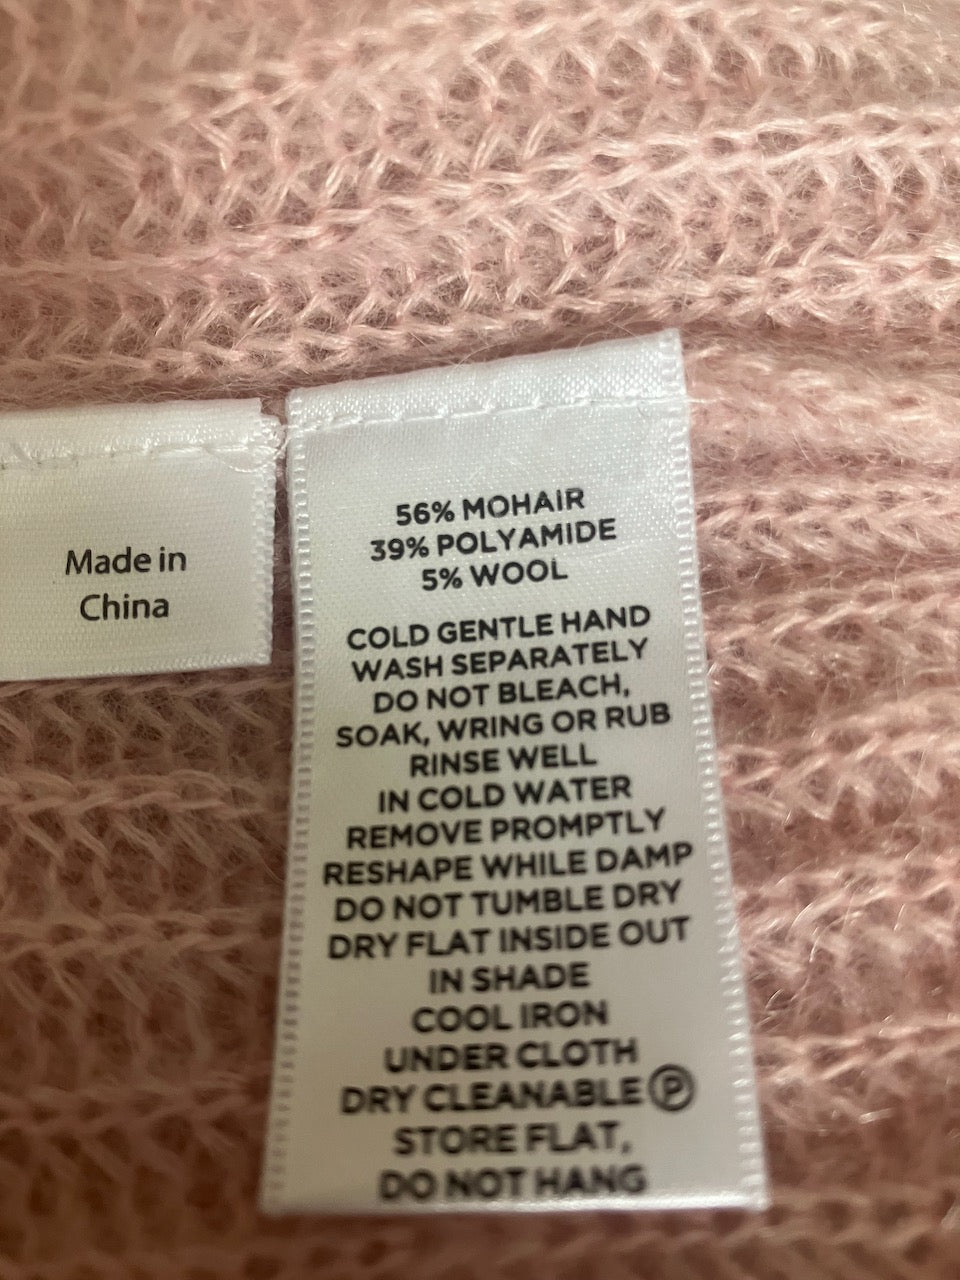 Made in
China
56% MOHAIR
39% POLYAMIDE
5% WOOL
COLD GENTLE HAND
WASH SEPARATELY
DO NOT BLEACH,
SOAK, WRING OR RUB
RINSE WELL
IN COLD WATER
REMOVE PROMPTLY
RESHAPE WHILE DAMP
DO NOT TUMBLE DRY
DRY FLAT INSIDE OUT
IN SHADE
COOL IRON
UNDER CLOTH
DRY CLEANABLE Ⓟ
STORE FLAT,
DO NOT HANG